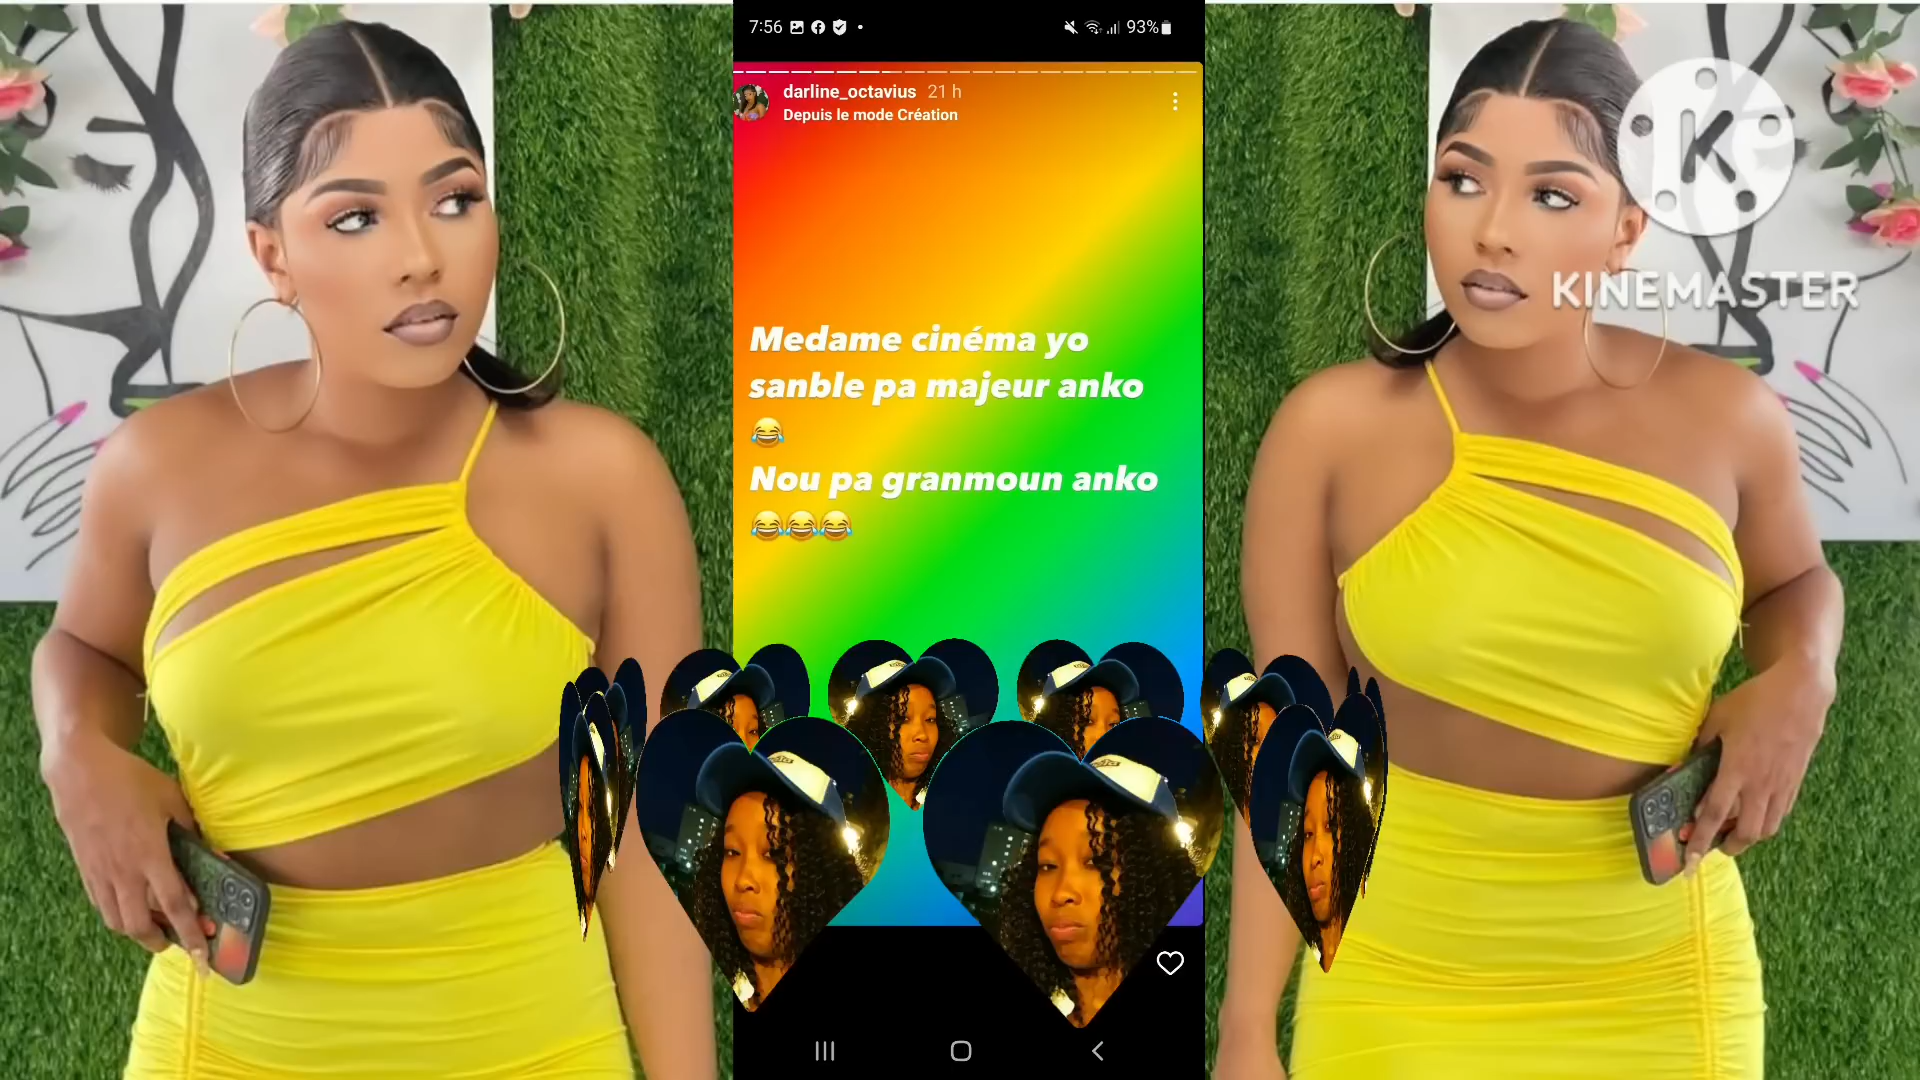 7:56
93%
darline_octavius 21 h
Depuis le mode Création
Medame cinéma yo
sanble pa majeur anko
😂
Nou pa granmoun anko
😂😂😂
K
KINEMASTER